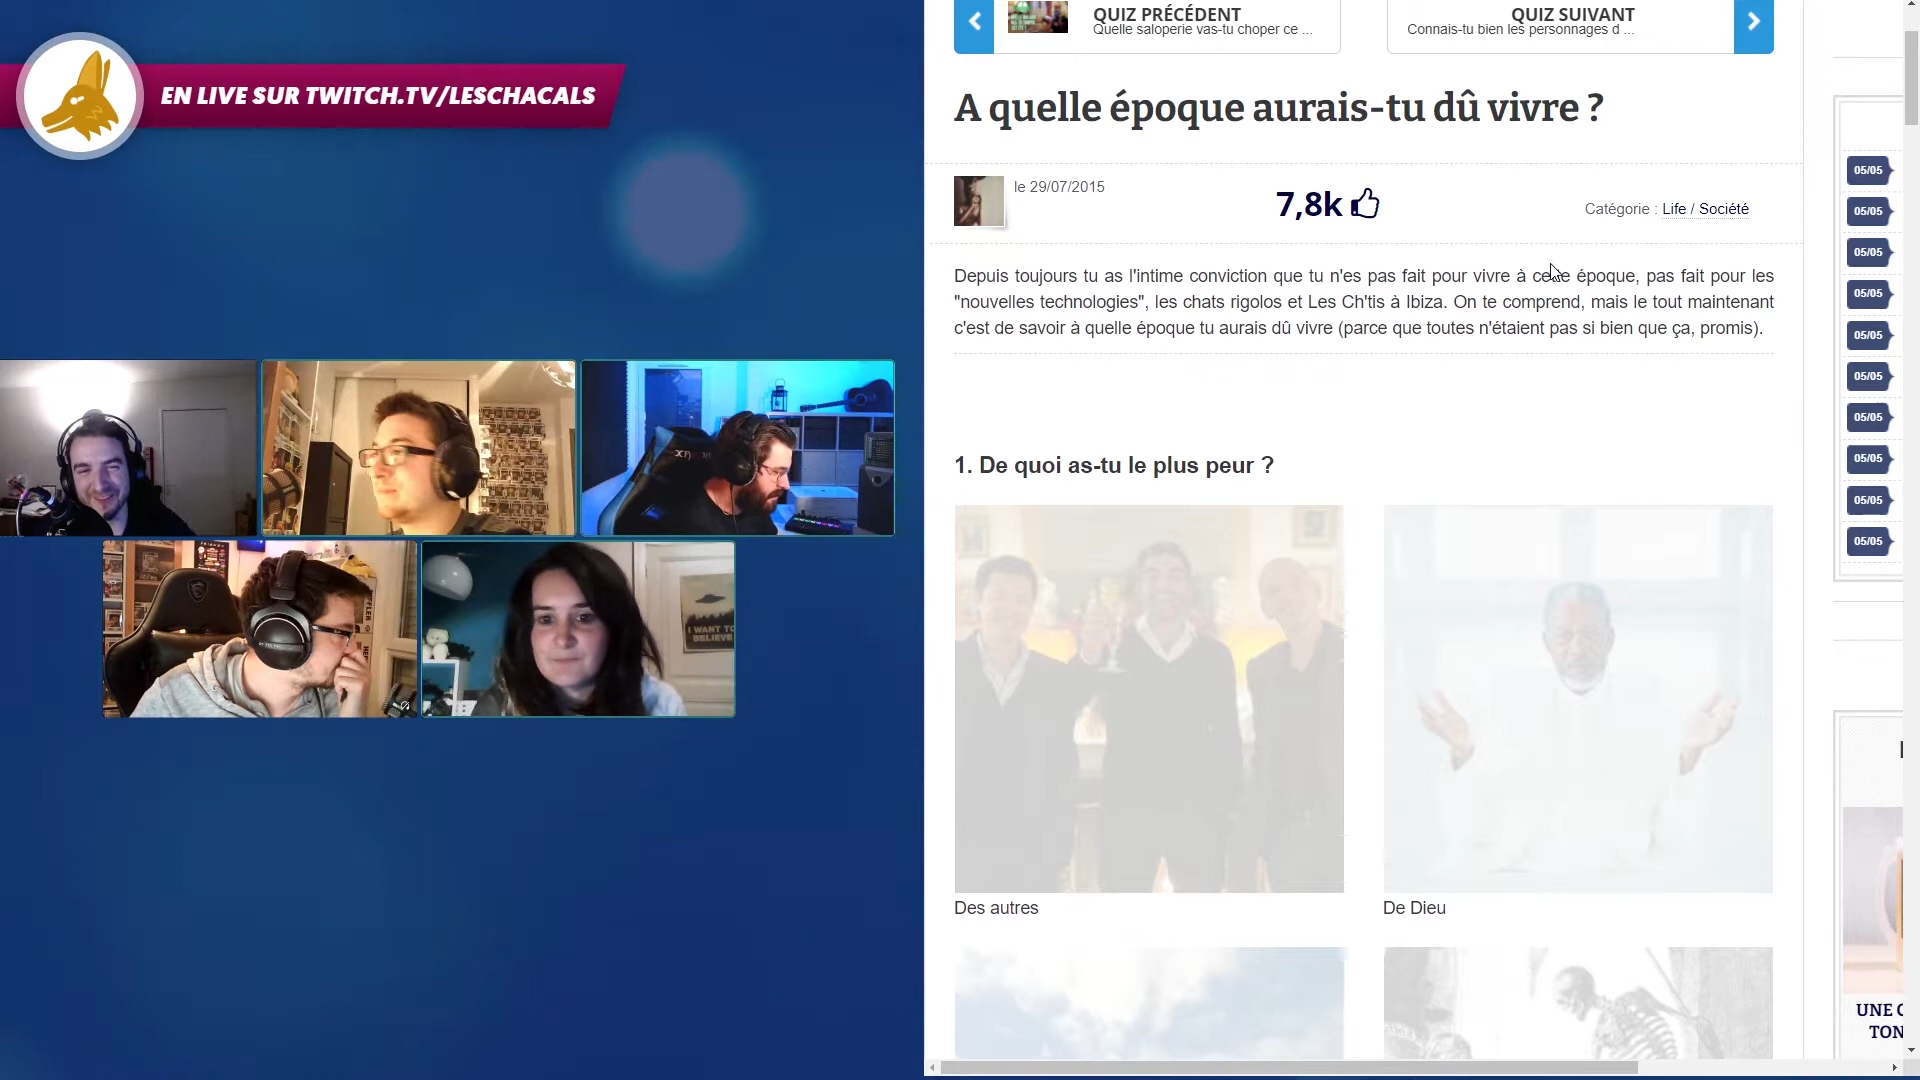 EN LIVE SUR TWITCH.TV/LESCHACALS
I WANT TO
BELIEVE
QUIZ PRÉCÉDENT
Quelle saloperie vas-tu choper ce ...
QUIZ SUIVANT
Connais-tu bien les personnages d ...
A quelle époque aurais-tu dû vivre ?
le 29/07/2015
7,8k
Catégorie : Life / Société
Depuis toujours tu as l'intime conviction que tu n'es pas fait pour vivre à cette époque, pas fait pour les
"nouvelles technologies", les chats rigolos et Les Ch'tis à Ibiza. On te comprend, mais le tout maintenant
c'est de savoir à quelle époque tu aurais dû vivre (parce que toutes n'étaient pas si bien que ça, promis).
1. De quoi as-tu le plus peur ?
Des autres
De Dieu
05/05
05/05
05/05
05/05
05/05
05/05
05/05
05/05
05/05
05/05
UNE
TON